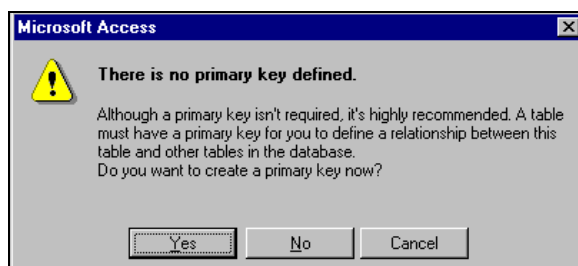 Microsoft Access
There is no primary key defined.
Although a primary key isn't required, it's highly recommended. A table
must have a primary key for you to define a relationship between this
table and other tables in the database.
Do you want to create a primary key now?
Yes No Cancel